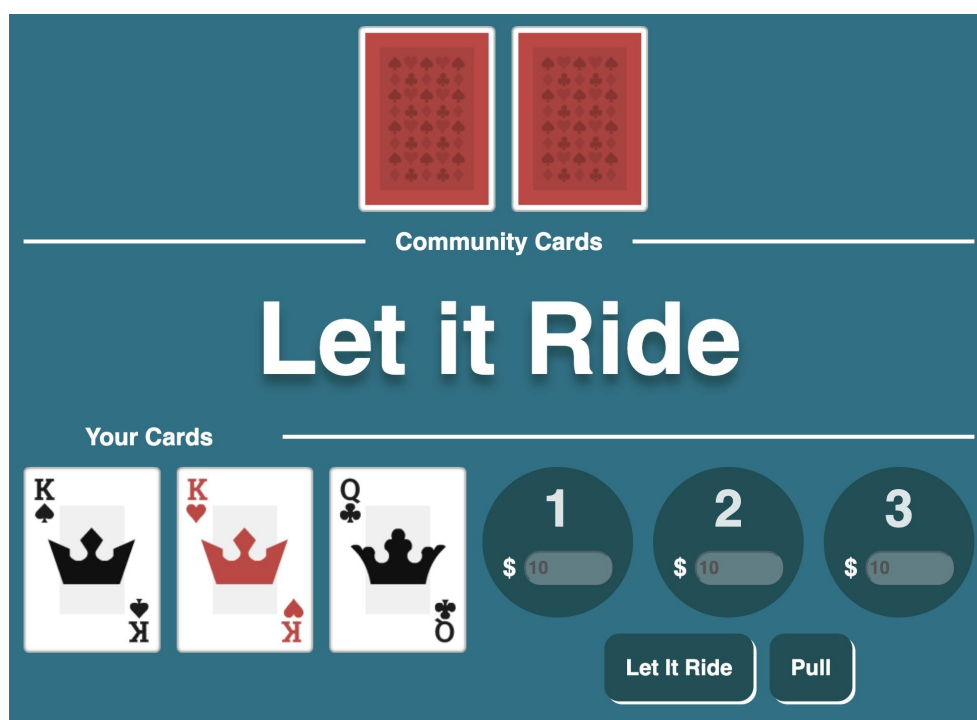 Community Cards
Let it Ride
Your Cards
K K Q 1 2 3
$ 10 $ 10 $ 10
K K Q
Let It Ride Pull